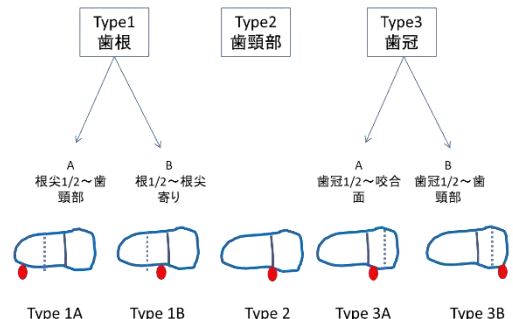 Type1
歯根
Type2
歯頸部
Type3
歯冠
A
根尖1/2～歯
頸部
B
根1/2～根尖
寄り
A
歯冠1/2～咬合
面
B
歯冠1/2～歯
頸部
Type 1A
Type 1B
Type 2
Type 3A
Type 3B